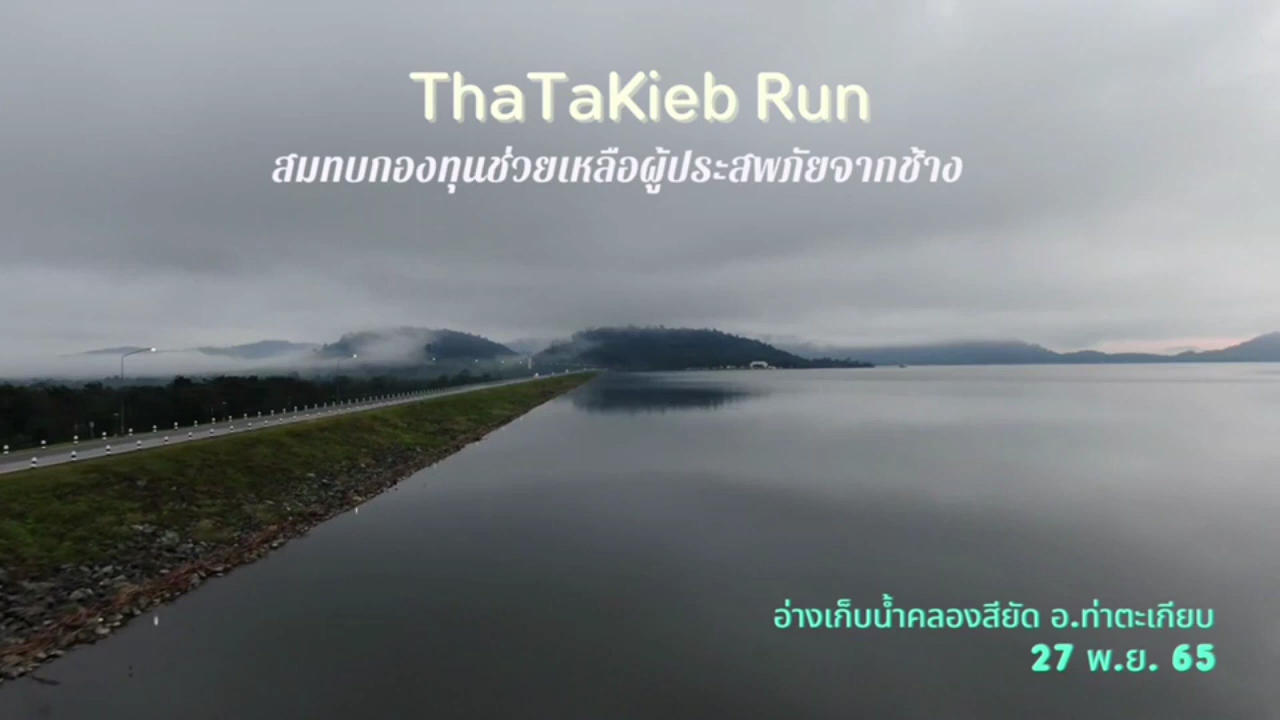 ThaTaKieb Run
สมทบกองทุนช่วยเหลือผู้ประสพภัยจากช้าง
อ่างเก็บน้ำคลองสียัด อ.ท่าตะเกียบ
27 พ.ย. 65